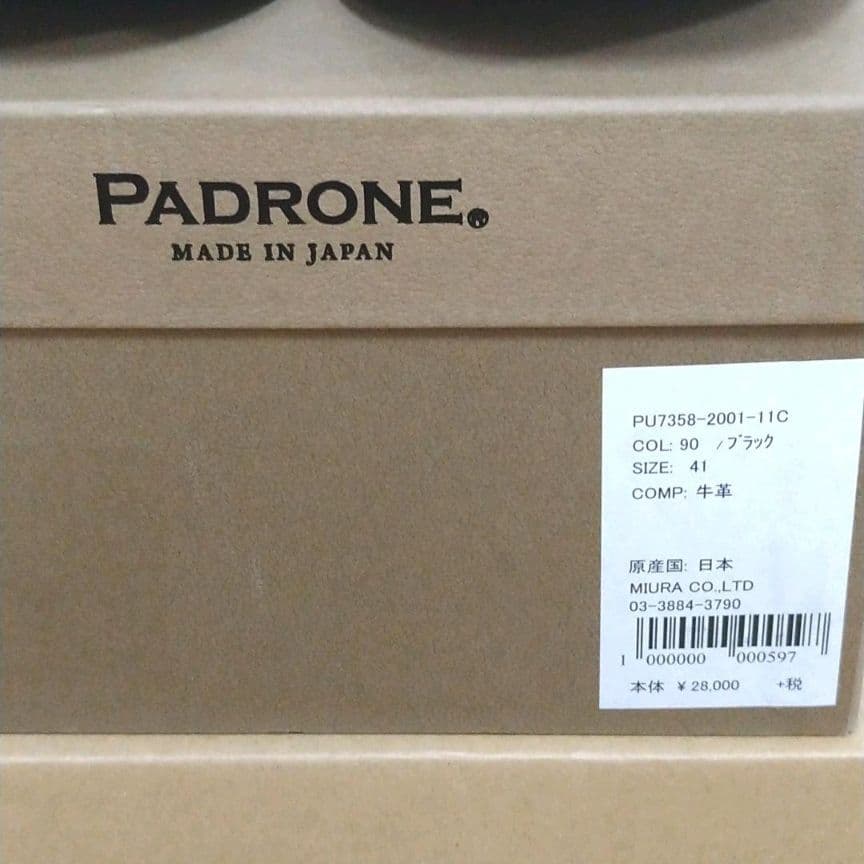 PADRONE®
MADE IN JAPAN
PU7358-2001-11C
COL: 90 /ブラック
SIZE: 41
COMP: 牛革
原産国: 日本
MIURA CO.,LTD
03-3884-3790
1 000000 000597
本体 ¥ 28,000 +税